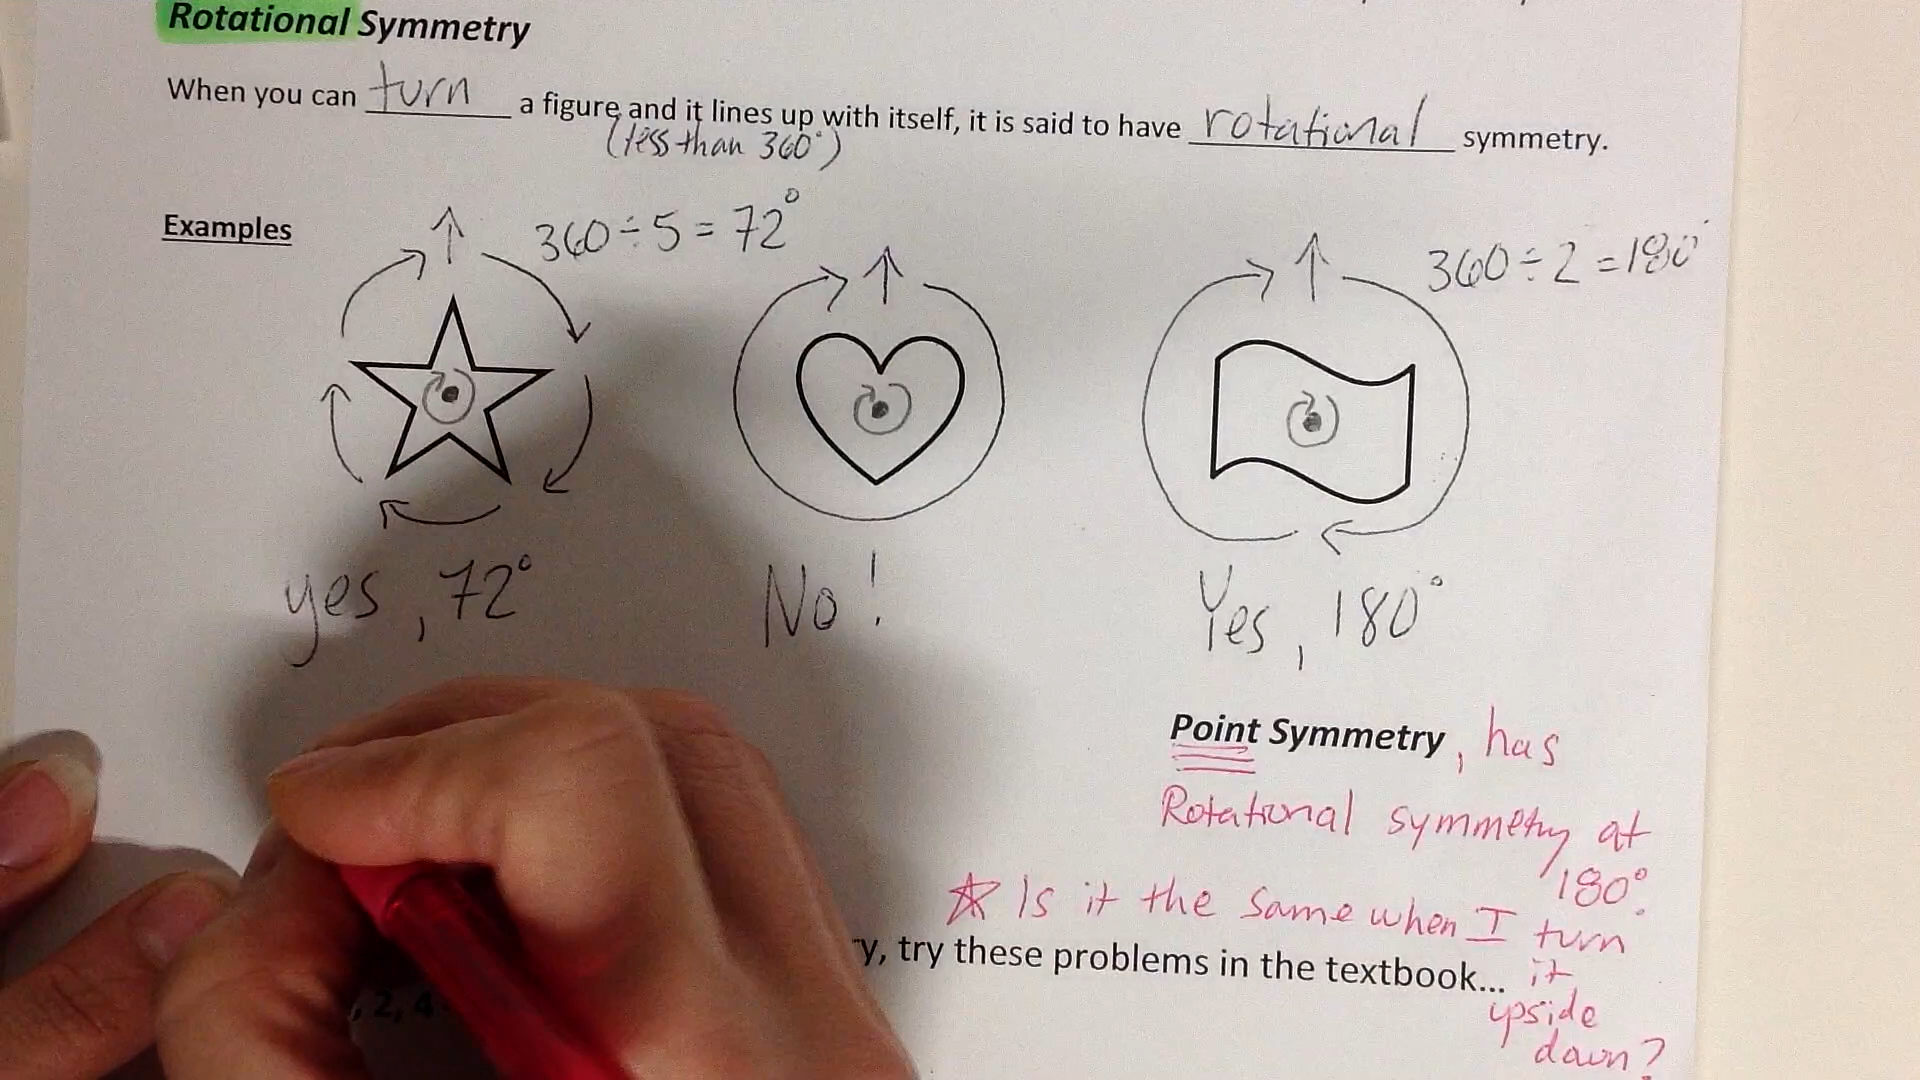 Rotational Symmetry
When you can turn a figure and it lines up with itself, it is said to have rotational symmetry.
(less than 360°)
Examples
360 ÷ 5 = 72°
360 ÷ 2 = 180°
yes, 72°
No!
Yes, 180°
Point Symmetry, has
Rotational symmetry at
180°.
☆ Is it the same when I turn
y, try these problems in the textbook... it
, 2, 4
upside
down?